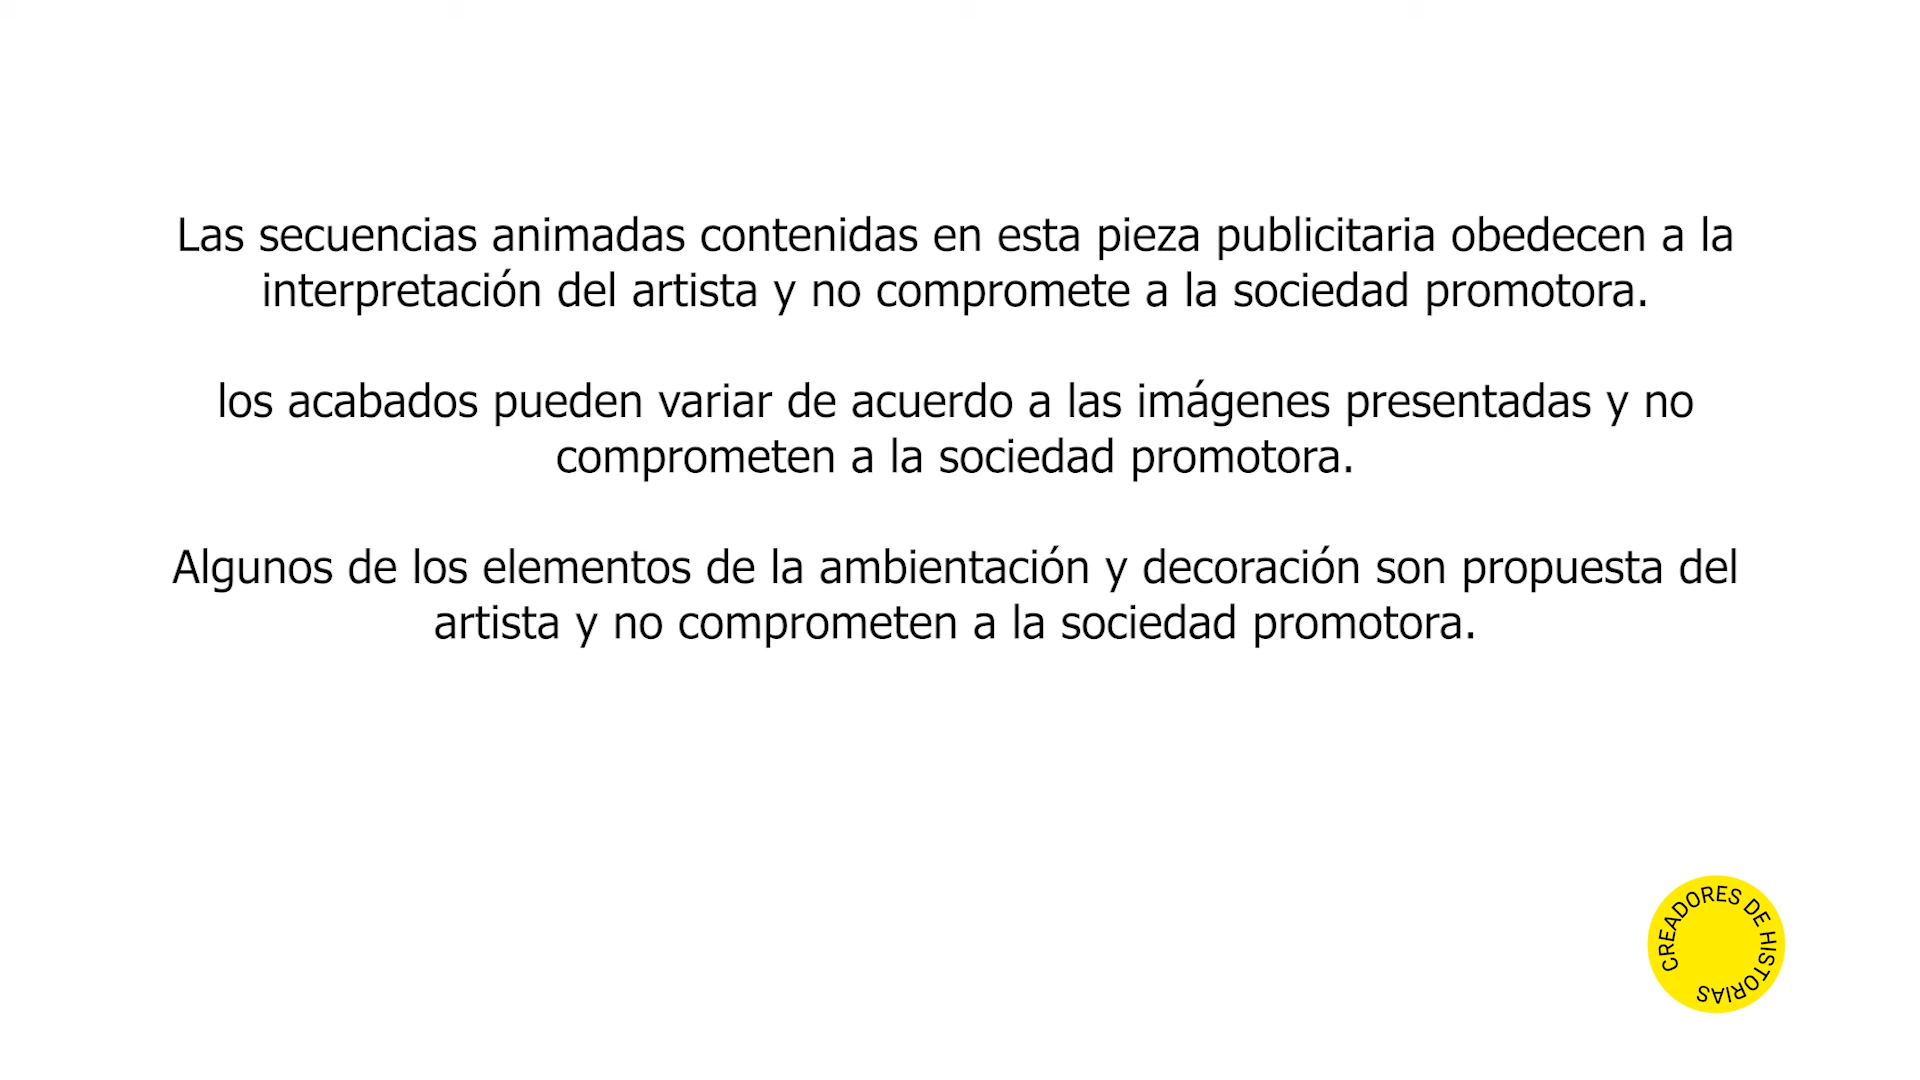 Las secuencias animadas contenidas en esta pieza publicitaria obedecen a la
interpretación del artista y no compromete a la sociedad promotora.
los acabados pueden variar de acuerdo a las imágenes presentadas y no
comprometen a la sociedad promotora.
Algunos de los elementos de la ambientación y decoración son propuesta del
artista y no comprometen a la sociedad promotora.
CREADORES DE HISTORIAS